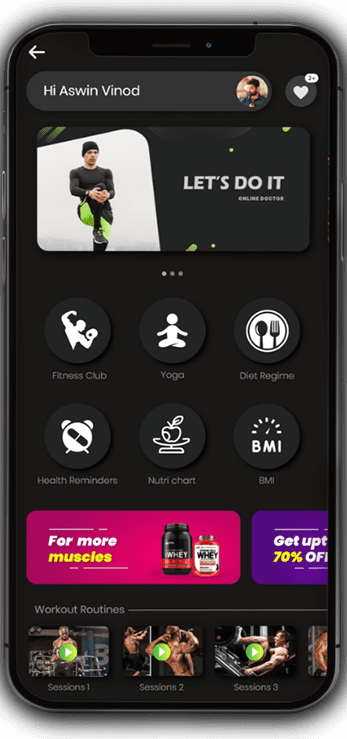 Hi Aswin Vinod
2+
LET'S DO IT
ONLINE DOCTOR
Fitness Club
Yoga
Diet Regime
BMI
Health Reminders
Nutri chart
BMI
For more
muscles
WHEY
WHEY
Get upt
70% OF
Workout Routines
Sessions 1
Sessions 2
Sessions 3